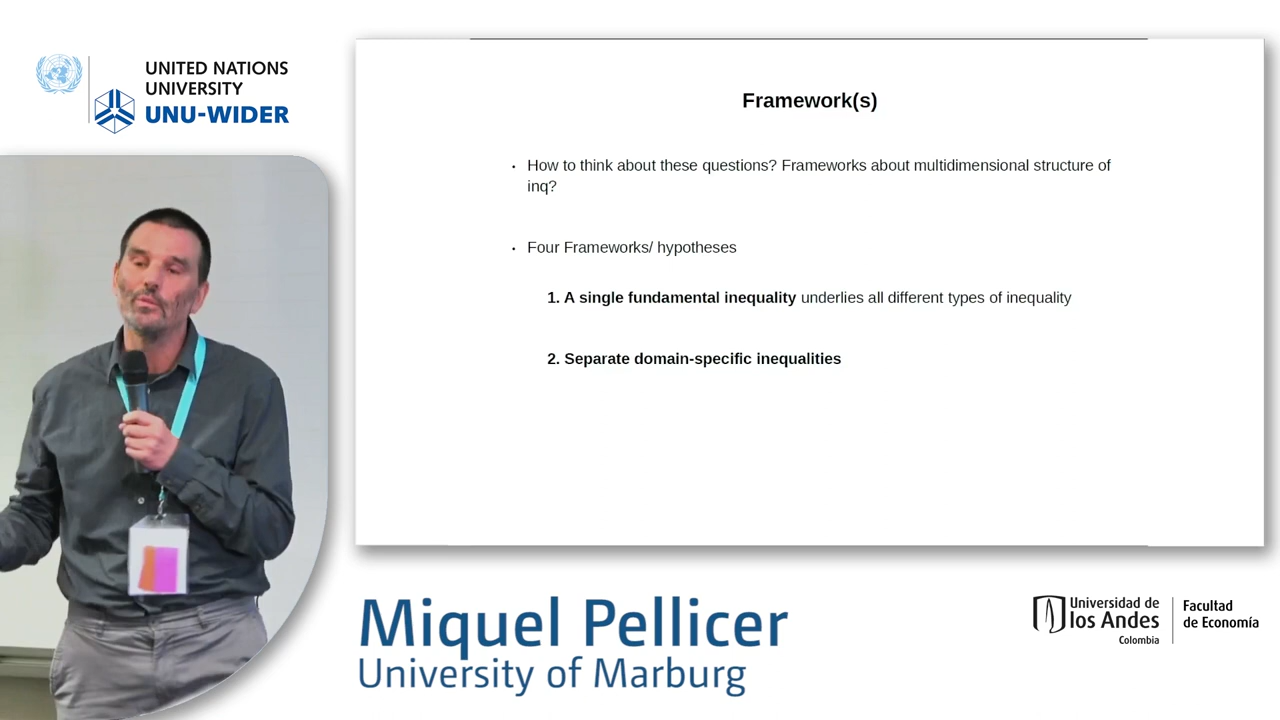 UNITED NATIONS
UNIVERSITY
UNU-WIDER
Framework(s)
• How to think about these questions? Frameworks about multidimensional structure of
inq?
• Four Frameworks/ hypotheses
1. A single fundamental inequality underlies all different types of inequality
2. Separate domain-specific inequalities
Miquel Pellicer
University of Marburg
Universidad de
los Andes
Colombia
Facultad
de Economía